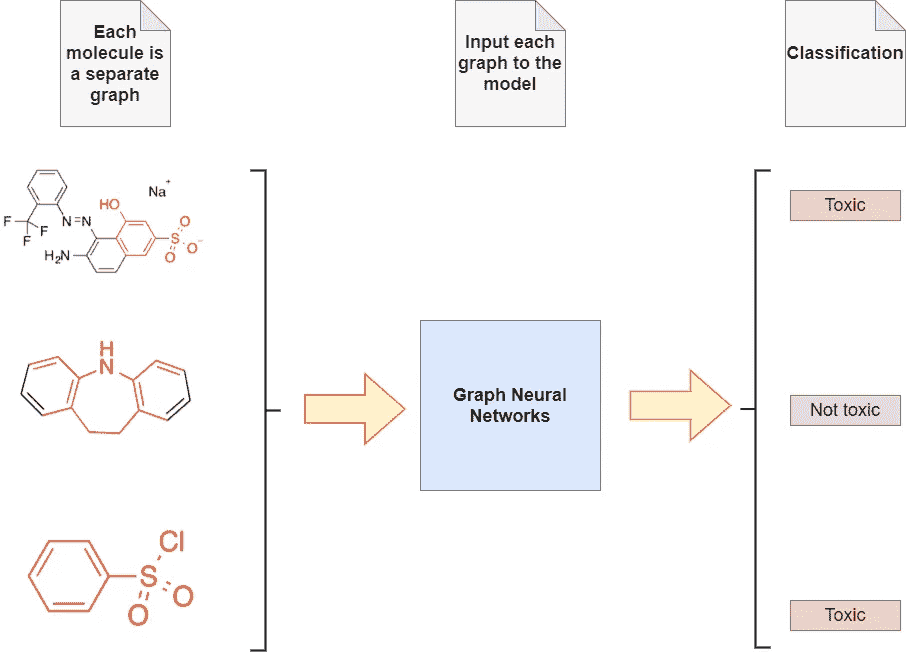 Each
molecule is
a separate
graph
Input each
graph to the
model
Classification
Na+
HO
F
F
F
N=N
H2N
S
O
O-
O
Toxic
H
N
Graph Neural
Networks
Not toxic
Cl
S
O
O
Toxic